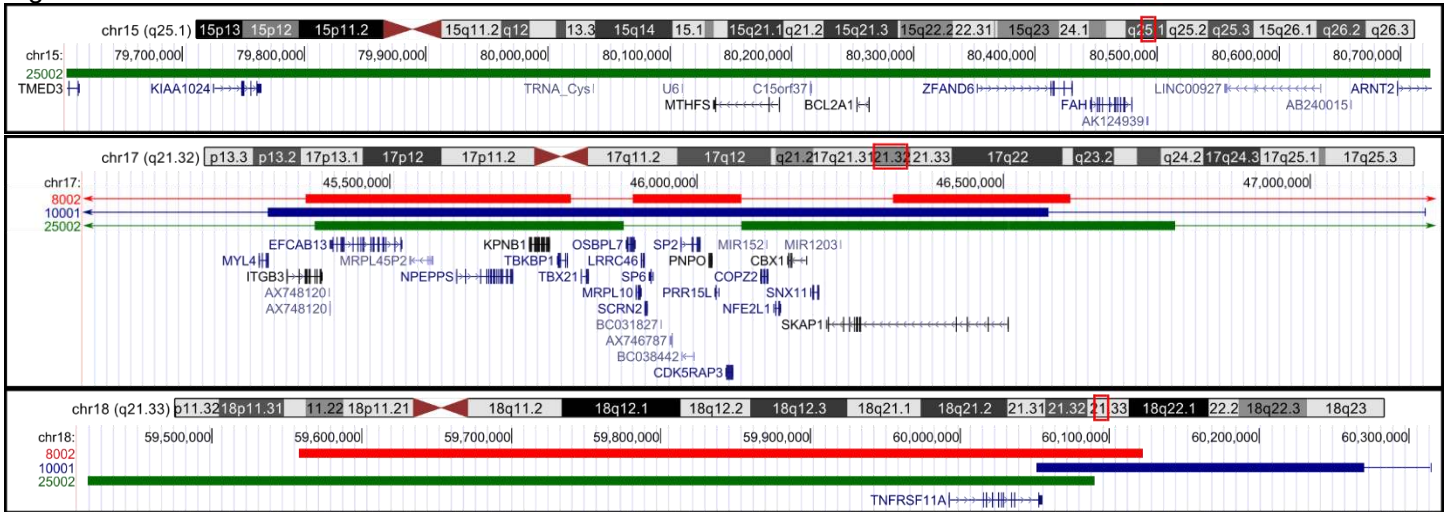 chr15 (q25.1) 15p13 15p12 15p11.2 15q11.2 q12 13.3 15q14 15.1 15q21.1 q21.2 15q21.3 15q22.2 22.31 15q23 24.1 q25.1 q25.2 q25.3 15q26.1 q26.2 q26.3
chr15: 79,700,000 79,800,000 79,900,000 80,000,000 80,100,000 80,200,000 80,300,000 80,400,000 80,500,000 80,600,000 80,700,000
25002
TMED3 KIAA1024 TRNA_Cys U6 C15orf37 ZFAND6 LINC00927 ARNT2
MTHFS BCL2A1 FAH AB240015
AK124939
chr17 (q21.32) p13.3 p13.2 17p13.1 17p12 17p11.2 17q11.2 17q12 q21.2 17q21.31 21.32 21.33 17q22 q23.2 q24.2 17q24.3 17q25.1 17q25.3
chr17: 45,500,000 46,000,000 46,500,000 47,000,000
8002
10001
25002
EFCAB13 KPNB1 OSBPL7 SP2 MIR152 MIR1203
MYL4 MRPL45P2 TBKBP1 LRRC46 PNPO CBX1
ITGB3 NPEPPS TBX21 SP6 COPZ2
AX748120 MRPL10 PRR15L SNX11
AX748120 SCRN2 NFE2L1
BC031827 SKAP1
AX746787
BC038442
CDK5RAP3
chr18 (q21.33) p11.32 18p11.31 11.22 18p11.21 18q11.2 18q12.1 18q12.2 18q12.3 18q21.1 18q21.2 21.31 21.32 21.33 18q22.1 22.2 18q22.3 18q23
chr18: 59,500,000 59,600,000 59,700,000 59,800,000 59,900,000 60,000,000 60,100,000 60,200,000 60,300,000
8002
10001
25002
TNFRSF11A